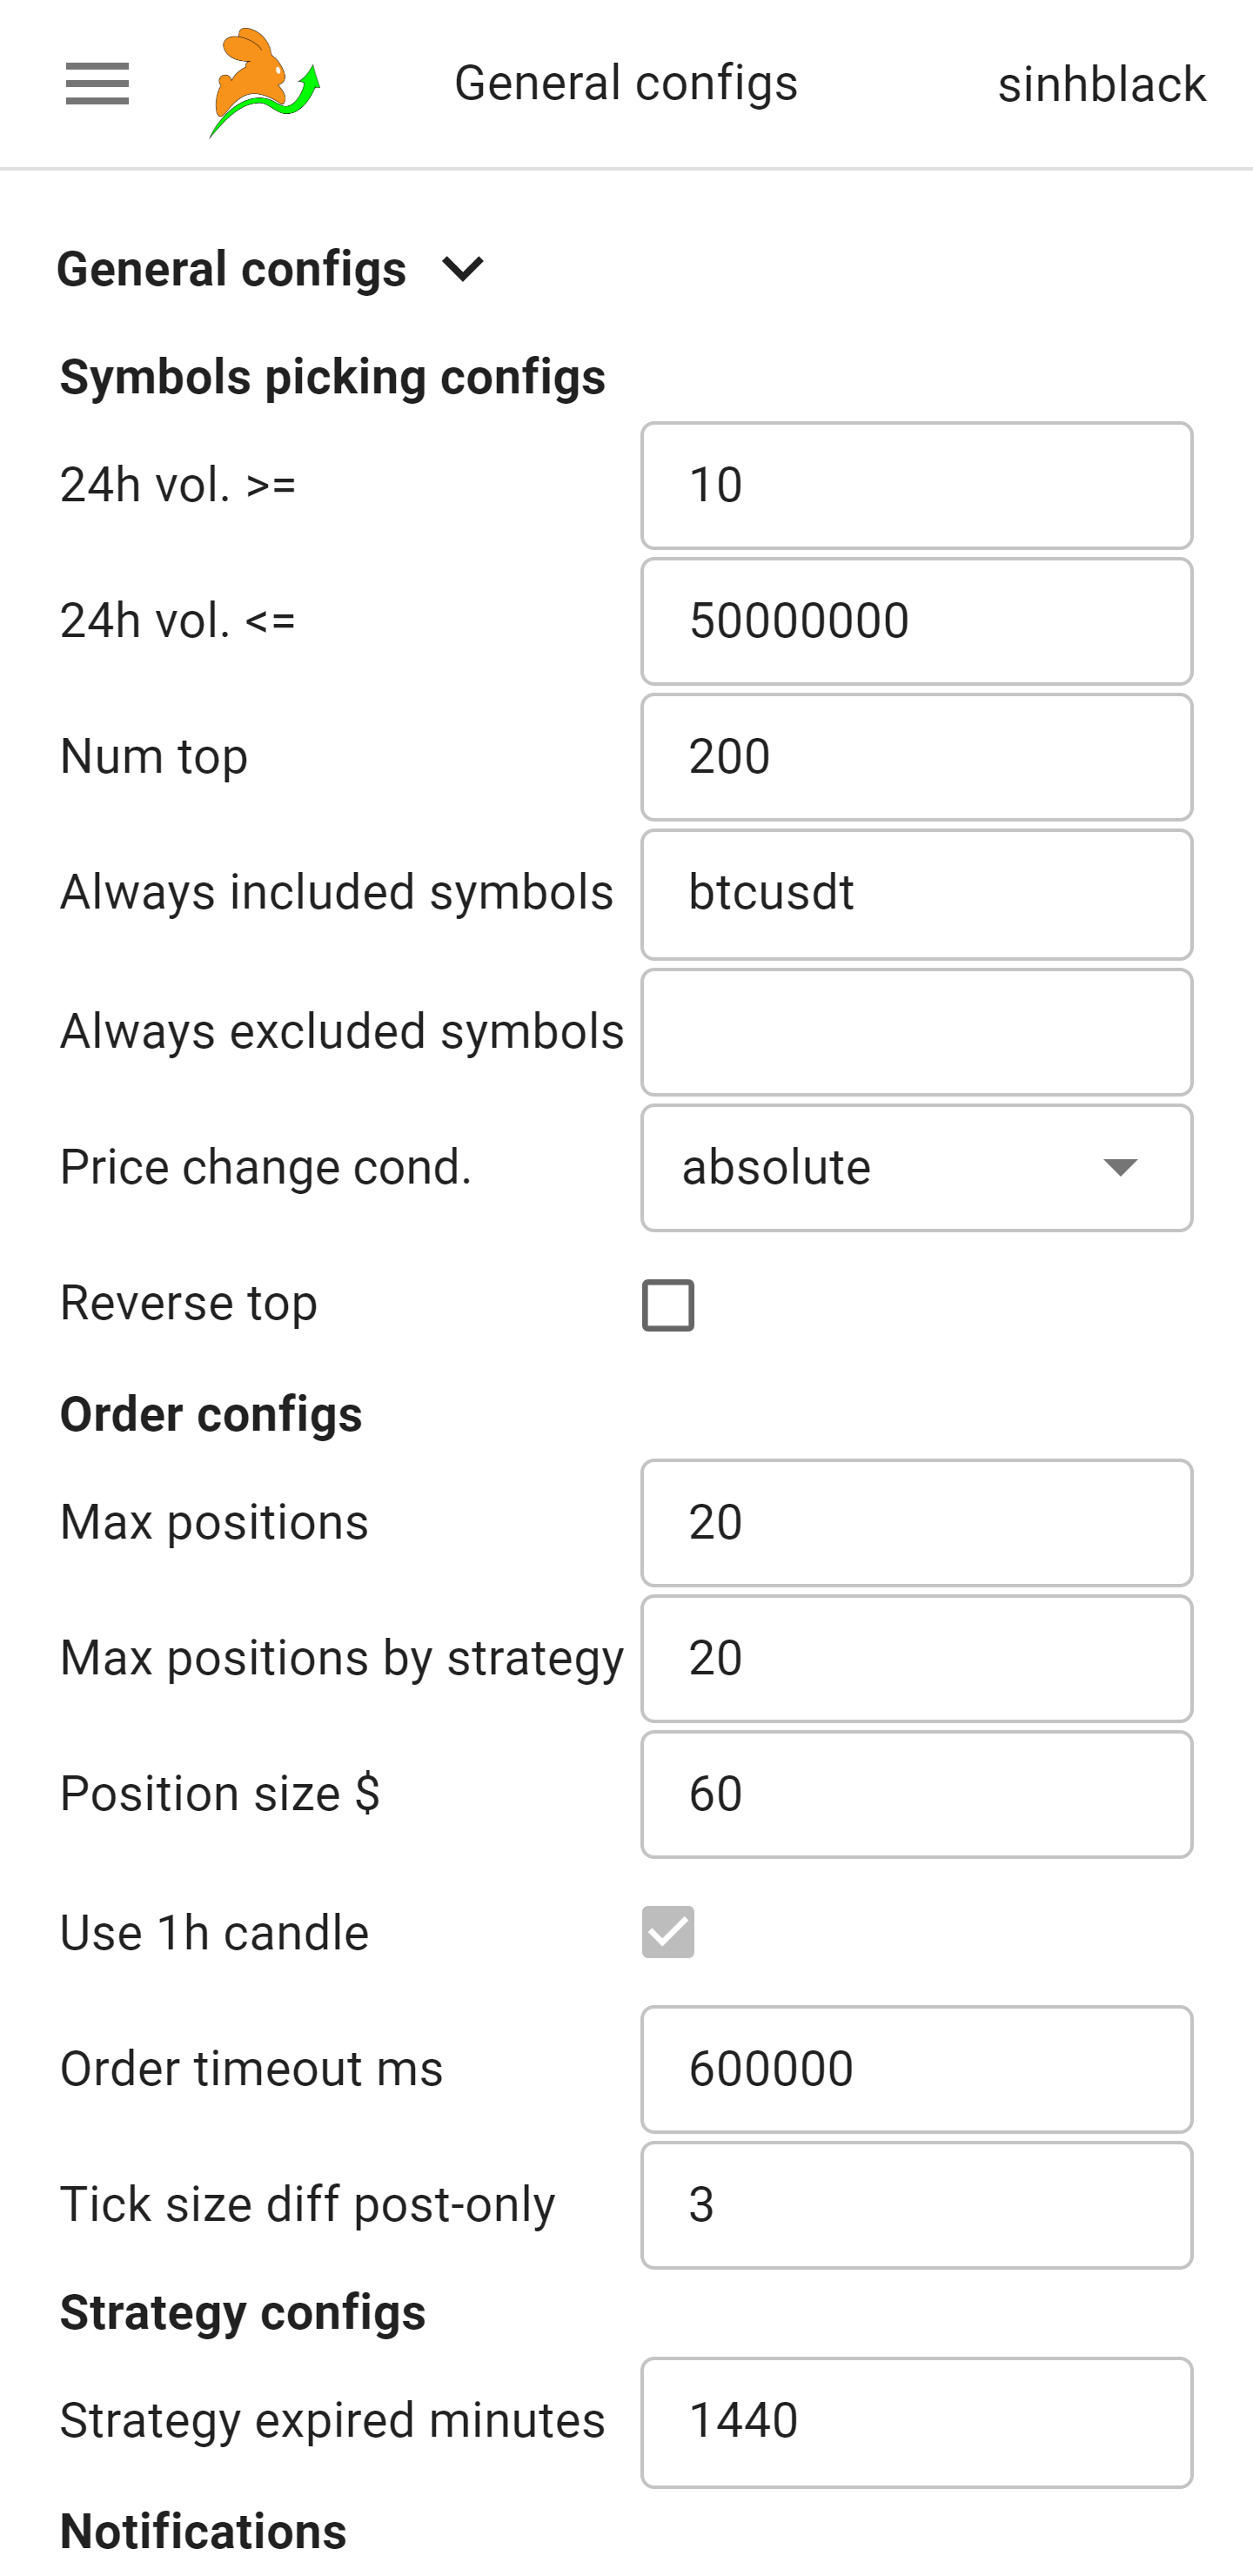 General configs
sinhblack
General configs
Symbols picking configs
24h vol. >= 10
24h vol. <= 50000000
Num top 200
Always included symbols btcusdt
Always excluded symbols
Price change cond. absolute
Reverse top
Order configs
Max positions 20
Max positions by strategy 20
Position size $ 60
Use 1h candle
Order timeout ms 600000
Tick size diff post-only 3
Strategy configs
Strategy expired minutes 1440
Notifications